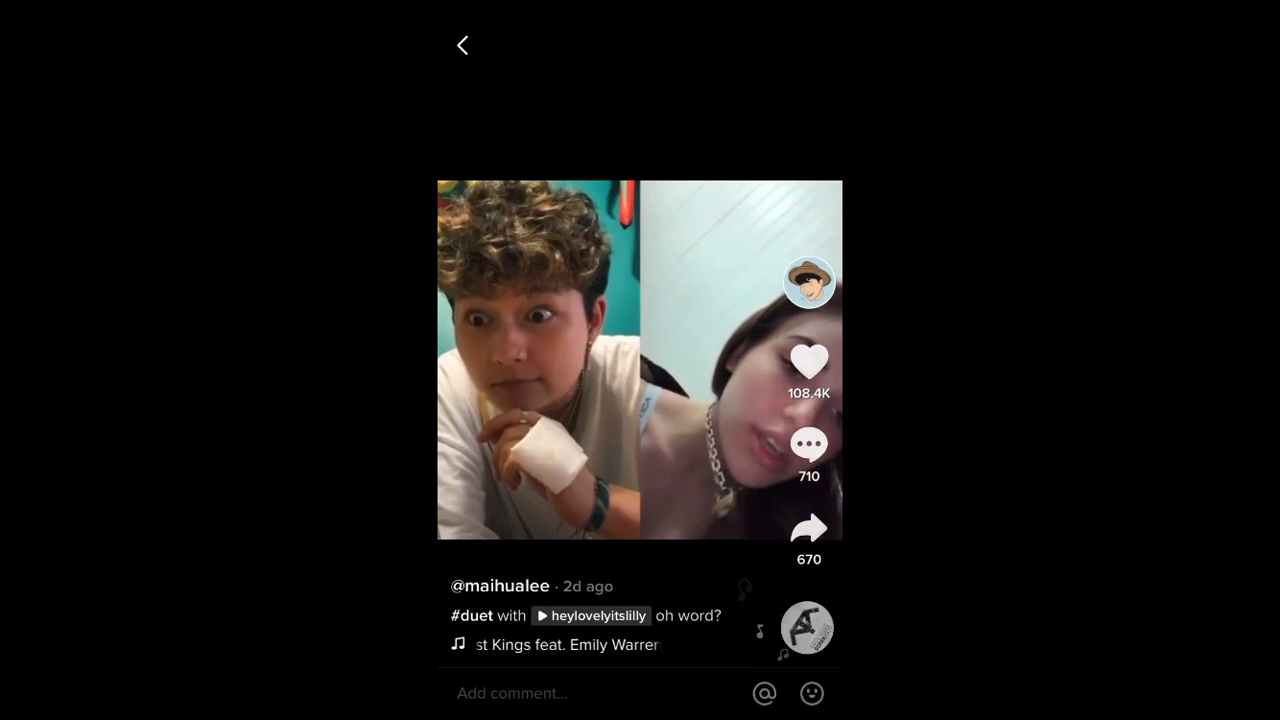 108.4K
710
670
@maihualee · 2d ago
#duet with heylovelyitslilly oh word?
st Kings feat. Emily Warren
Add comment...